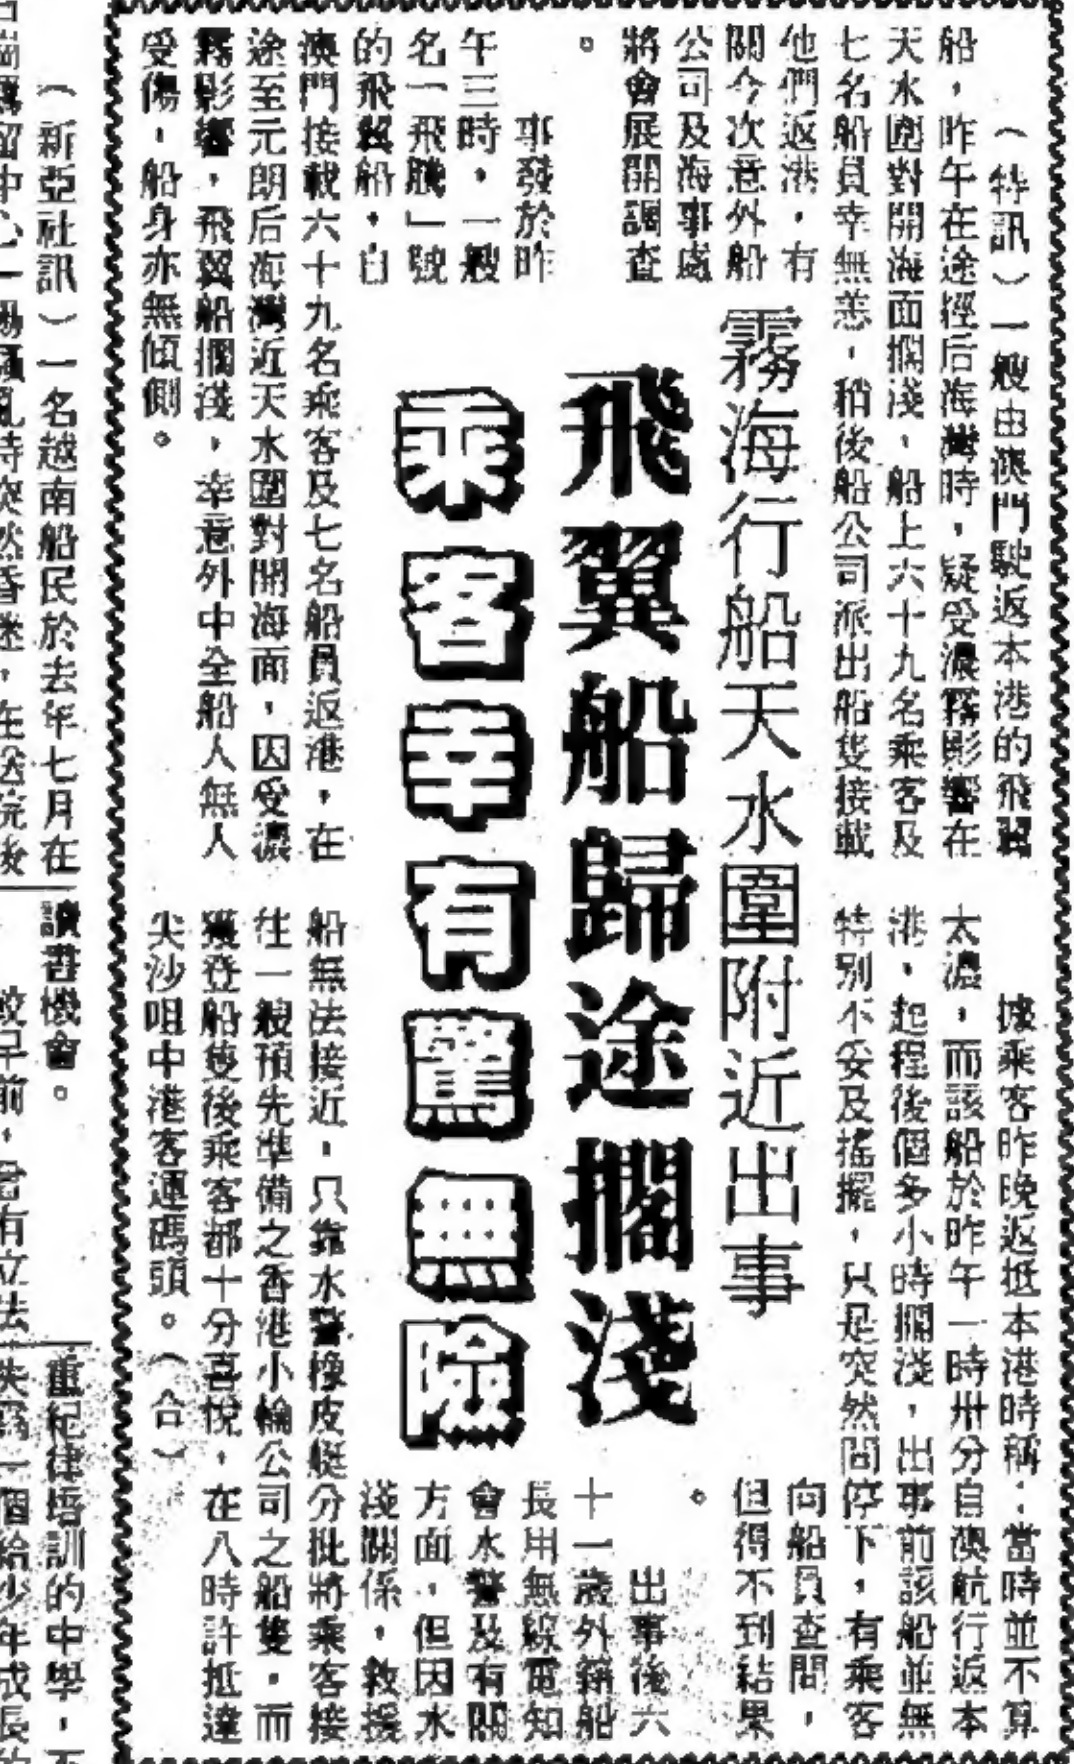 霧海行船天水圍附近出事
飛翼船歸途擱淺
乘客幸有驚無險
（特訊）一艘由澳門駛返本港的飛翼
船，昨午在途經后海灣時，疑受濃霧影響在
天水圍對開海面擱淺，船上六十九名乘客及
七名船員幸無恙，稍後船公司派出船隻接載
他們返港，有
關今次意外船
公司及海事處
將會展開調查
。
事發於昨
午三時，一艘
名「飛騰」號
的飛翼船，自
澳門接載六十九名乘客及七名船員返港，在
途至元朗后海灣近天水圍對開海面，因受濃
霧影響，飛翼船擱淺，幸意外中全船人無人
受傷，船身亦無傾側。
據乘客昨晚返抵本港時稱：當時並不算
太濃，而該船於昨午一時卅分自澳航行返本
港，起程後個多小時擱淺，出事前該船並無
特別不妥及搖擺，只是突然間停下，有乘客
向船員查問，
但得不到結果
。
出事後六
十一歲外籍船
長用無線電知
會水警及有關
方面，但因水
淺關係，救援
船無法接近，只靠水警橡皮艇分批將乘客接
往一艘預先準備之香港小輪公司之船隻，而
獲登船隻後乘客都十分喜悅，在八時許抵達
尖沙咀中港客運碼頭。（合）
（新亞社訊）一名越南船民於去年七月在
讀書機會。
重紀律培訓的中學，